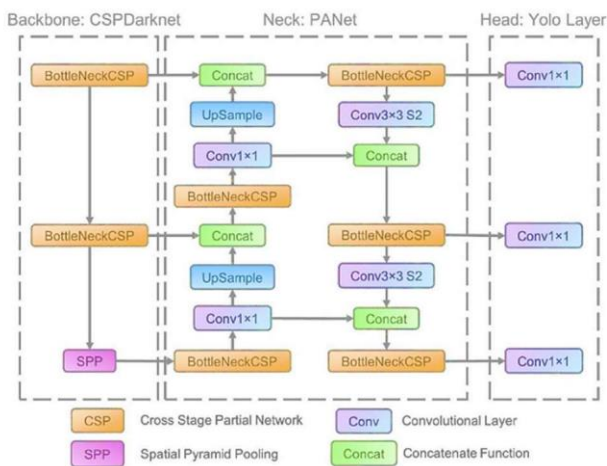 Backbone: CSPDarknet Neck: PANet Head: Yolo Layer
BottleNeckCSP Concat BottleNeckCSP Conv1×1
UpSample Conv3×3 S2
Conv1×1 Concat
BottleNeckCSP
BottleNeckCSP Concat BottleNeckCSP Conv1×1
UpSample Conv3×3 S2
Conv1×1 Concat
SPP BottleNeckCSP BottleNeckCSP Conv1×1
CSP Cross Stage Partial Network Conv Convolutional Layer
SPP Spatial Pyramid Pooling Concat Concatenate Function